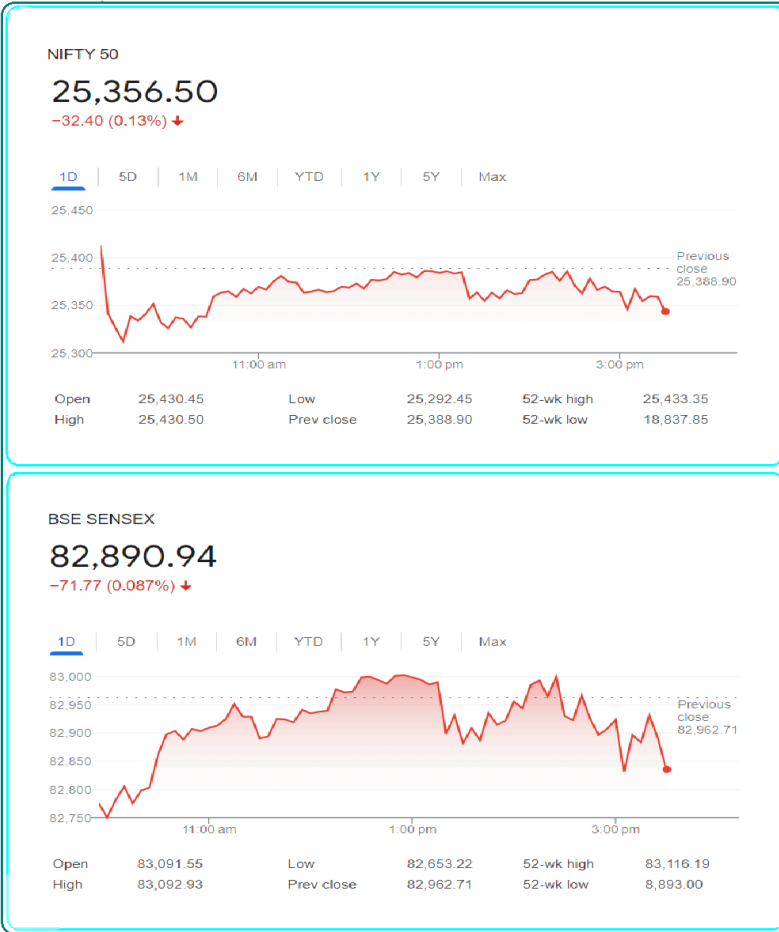 NIFTY 50
25,356.50
−32.40 (0.13%)
1D 5D 1M 6M YTD 1Y 5Y Max
25,450
25,400
25,350
25,300
Previous
close
25,388.90
11:00 am 1:00 pm 3:00 pm
Open 25,430.45 Low 25,292.45 52-wk high 25,433.35
High 25,430.50 Prev close 25,388.90 52-wk low 18,837.85
BSE SENSEX
82,890.94
−71.77 (0.087%)
1D 5D 1M 6M YTD 1Y 5Y Max
83,000
82,950
82,900
82,850
82,800
82,750
Previous
close
82,962.71
11:00 am 1:00 pm 3:00 pm
Open 83,091.55 Low 82,653.22 52-wk high 83,116.19
High 83,092.93 Prev close 82,962.71 52-wk low 8,893.00